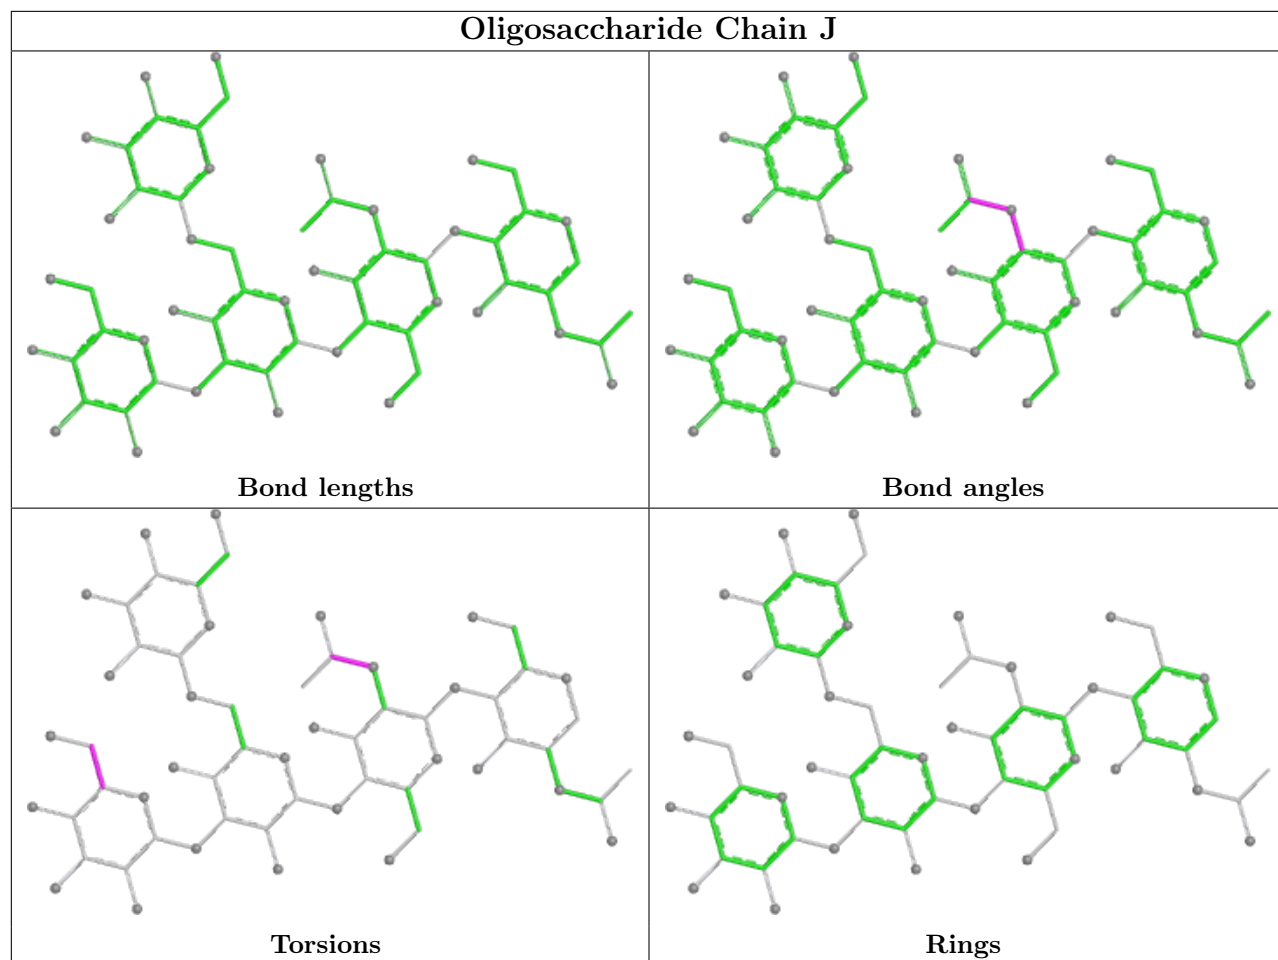 Oligosaccharide Chain J
Bond lengths
Bond angles
Torsions
Rings